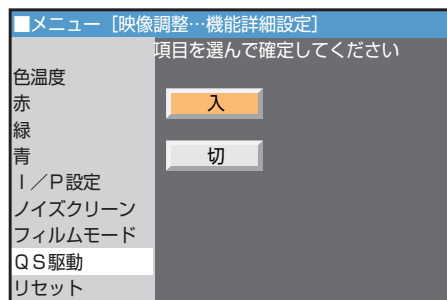 ■メニュー［映像調整…機能詳細設定］
項目を選んで確定してください
色温度
赤
入
緑
青
切
Ｉ／Ｐ設定
ノイズクリーン
フィルムモード
ＱＳ駆動
リセット